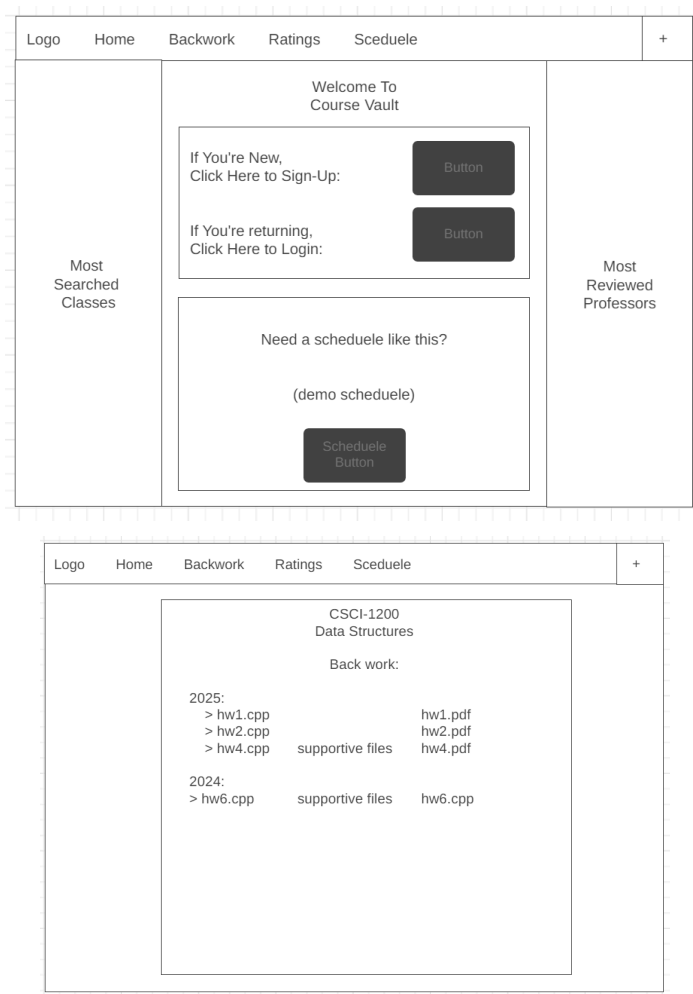 Logo Home Backwork Ratings Sceduele +
Welcome To
Course Vault
If You're New,
Click Here to Sign-Up:
Button
If You're returning,
Click Here to Login:
Button
Most
Searched
Classes
Most
Reviewed
Professors
Need a scheduele like this?
(demo scheduele)
Scheduele
Button
Logo Home Backwork Ratings Sceduele +
CSCI-1200
Data Structures
Back work:
2025:
> hw1.cpp hw1.pdf
> hw2.cpp hw2.pdf
> hw4.cpp supportive files hw4.pdf
2024:
> hw6.cpp supportive files hw6.cpp